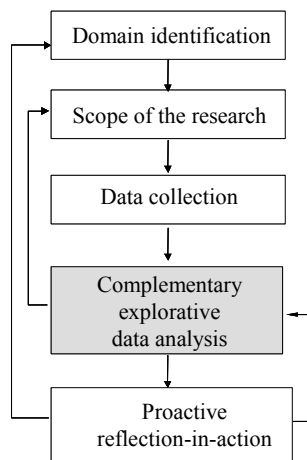 Domain identification
Scope of the research
Data collection
Complementary
explorative
data analysis
Proactive
reflection-in-action